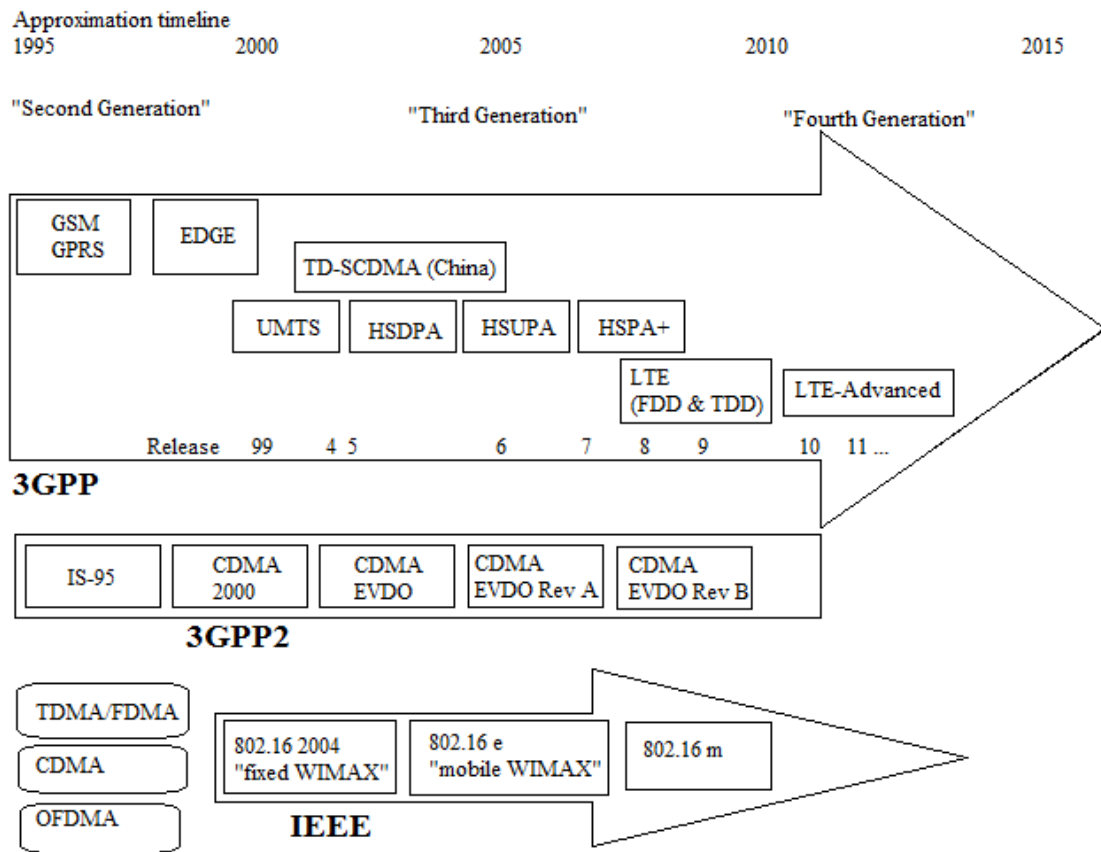 Approximation timeline
1995 2000 2005 2010 2015
"Second Generation" "Third Generation" "Fourth Generation"
GSM
GPRS
EDGE
TD-SCDMA (China)
UMTS
HSDPA
HSUPA
HSPA+
LTE
(FDD & TDD)
LTE-Advanced
Release 99 4 5 6 7 8 9 10 11 ...
3GPP
IS-95
CDMA
2000
CDMA
EVDO
CDMA
EVDO Rev A
CDMA
EVDO Rev B
3GPP2
TDMA/FDMA
CDMA
OFDMA
802.16 2004
"fixed WIMAX"
802.16 e
"mobile WIMAX"
802.16 m
IEEE